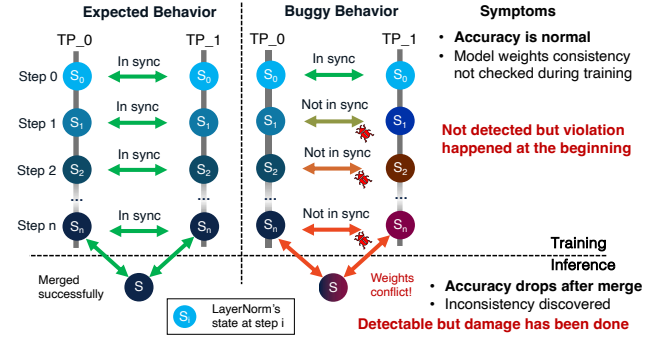 Expected Behavior
Buggy Behavior
Symptoms
TP_0
TP_1
TP_0
TP_1
Step 0
S0
In sync
S0
S0
In sync
S0
Step 1
S1
In sync
S1
S1
Not in sync
S1
Step 2
S2
In sync
S2
S2
Not in sync
S2
...
...
...
...
Step n
Sn
In sync
Sn
Sn
Not in sync
Sn
• Accuracy is normal
• Model weights consistency
not checked during training
Not detected but violation
happened at the beginning
Training
Inference
Merged
successfully
S
S
Weights
conflict!
• Accuracy drops after merge
• Inconsistency discovered
Detectable but damage has been done
Si
LayerNorm's
state at step i